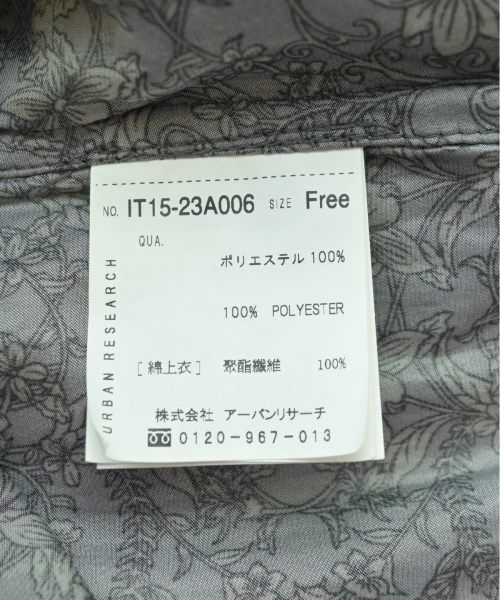 NO. IT15-23A006 SIZE Free
QUA.
ポリエステル 100%
100% POLYESTER
[綿上衣] 聚酯纖維 100%
株式会社 アーバンリサーチ
0120-967-013
URBAN RESEARCH